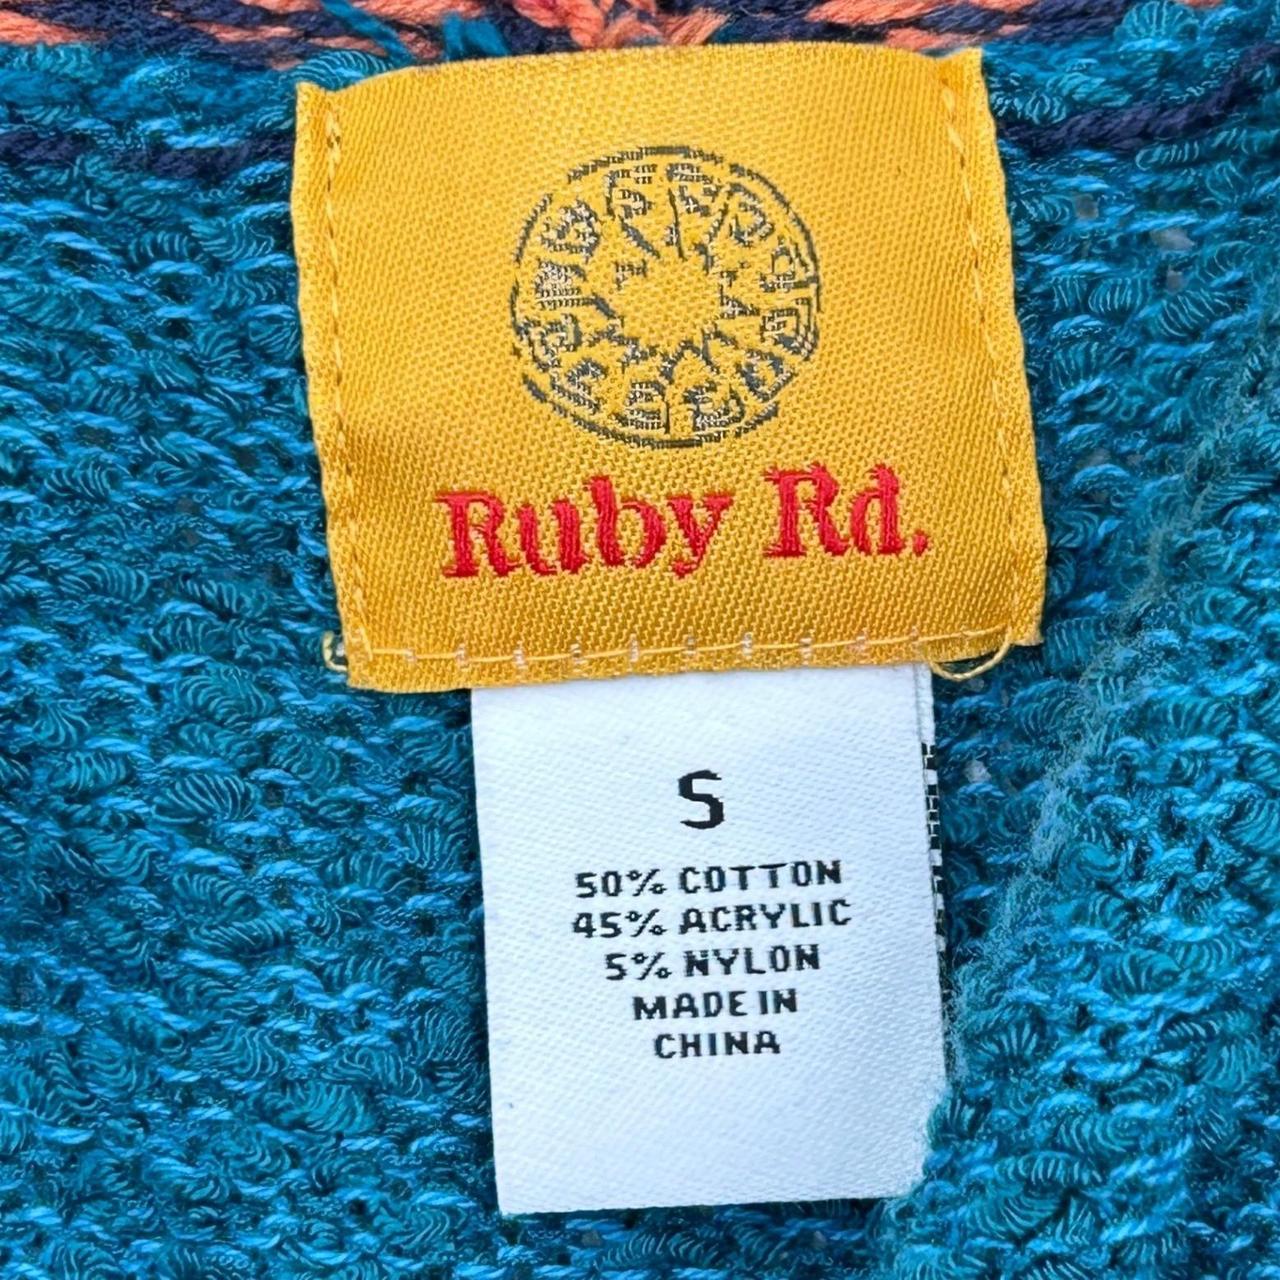 Ruby Rd.
S
50% COTTON
45% ACRYLIC
5% NYLON
MADE IN
CHINA